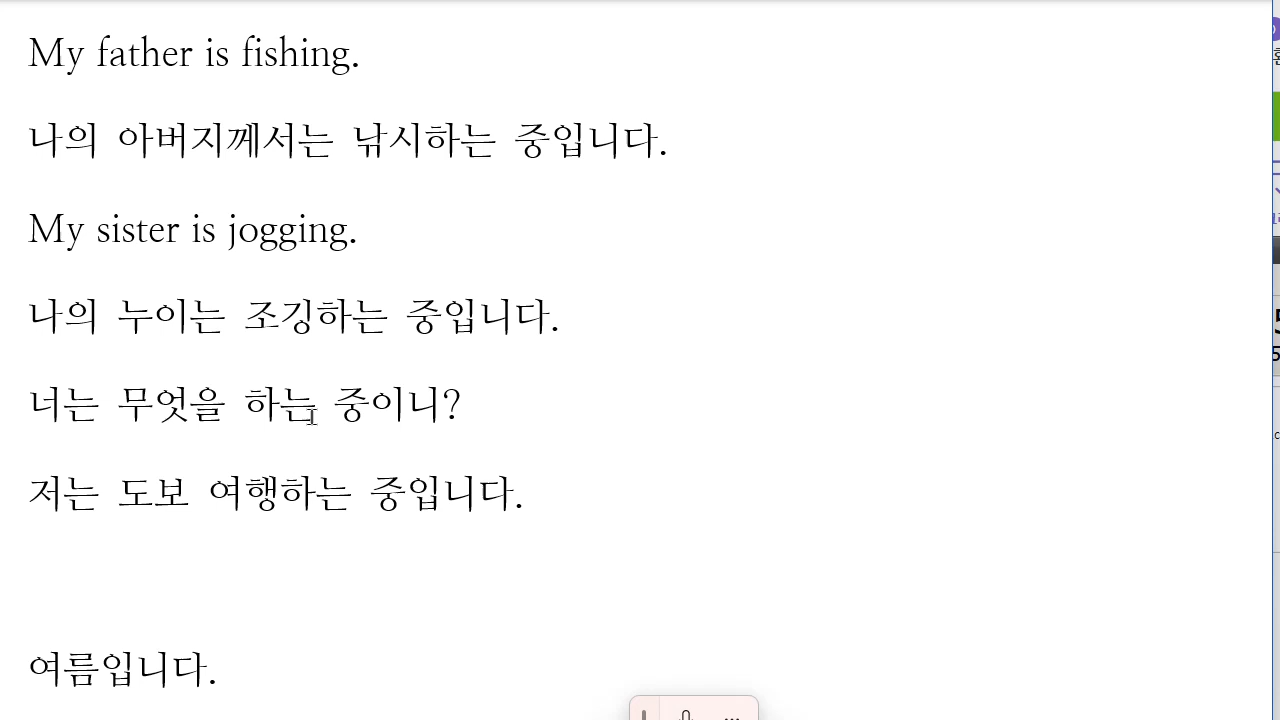 My father is fishing.
나의 아버지께서는 낚시하는 중입니다.
My sister is jogging.
나의 누이는 조깅하는 중입니다.
너는 무엇을 하는 중이니?
저는 도보 여행하는 중입니다.
여름입니다.